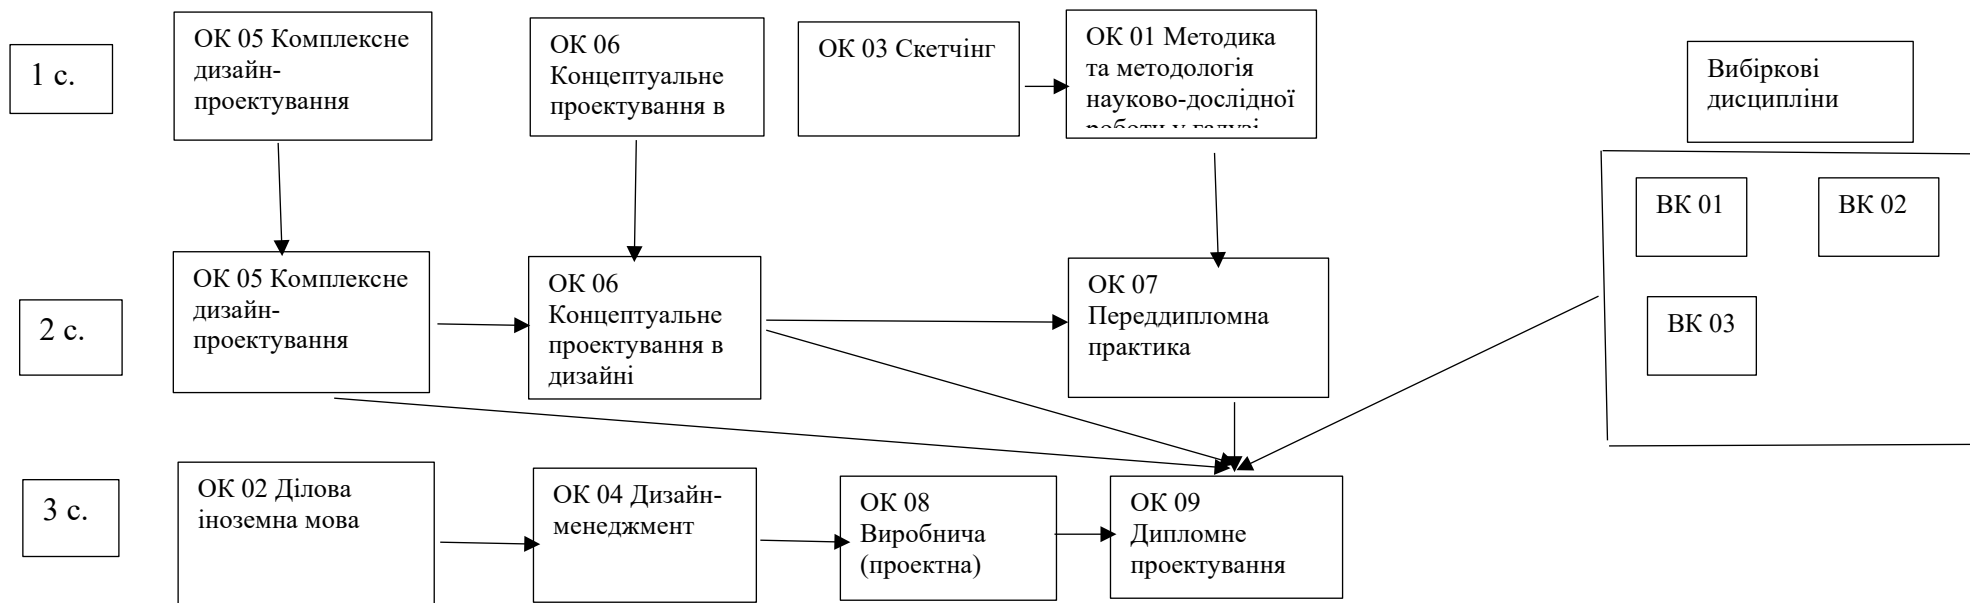 1 с.
ОК 05 Комплексне
дизайн-
проектування
ОК 06
Концептуальне
проектування в
ОК 03 Скетчінг
ОК 01 Методика
та методологія
науково-дослідної
роботи у галузі
Вибіркові
дисципліни
ВК 01
ВК 02
ВК 03
2 с.
ОК 05 Комплексне
дизайн-
проектування
ОК 06
Концептуальне
проектування в
дизайні
ОК 07
Переддипломна
практика
3 с.
ОК 02 Ділова
іноземна мова
ОК 04 Дизайн-
менеджмент
ОК 08
Виробнича
(проектна)
ОК 09
Дипломне
проектування